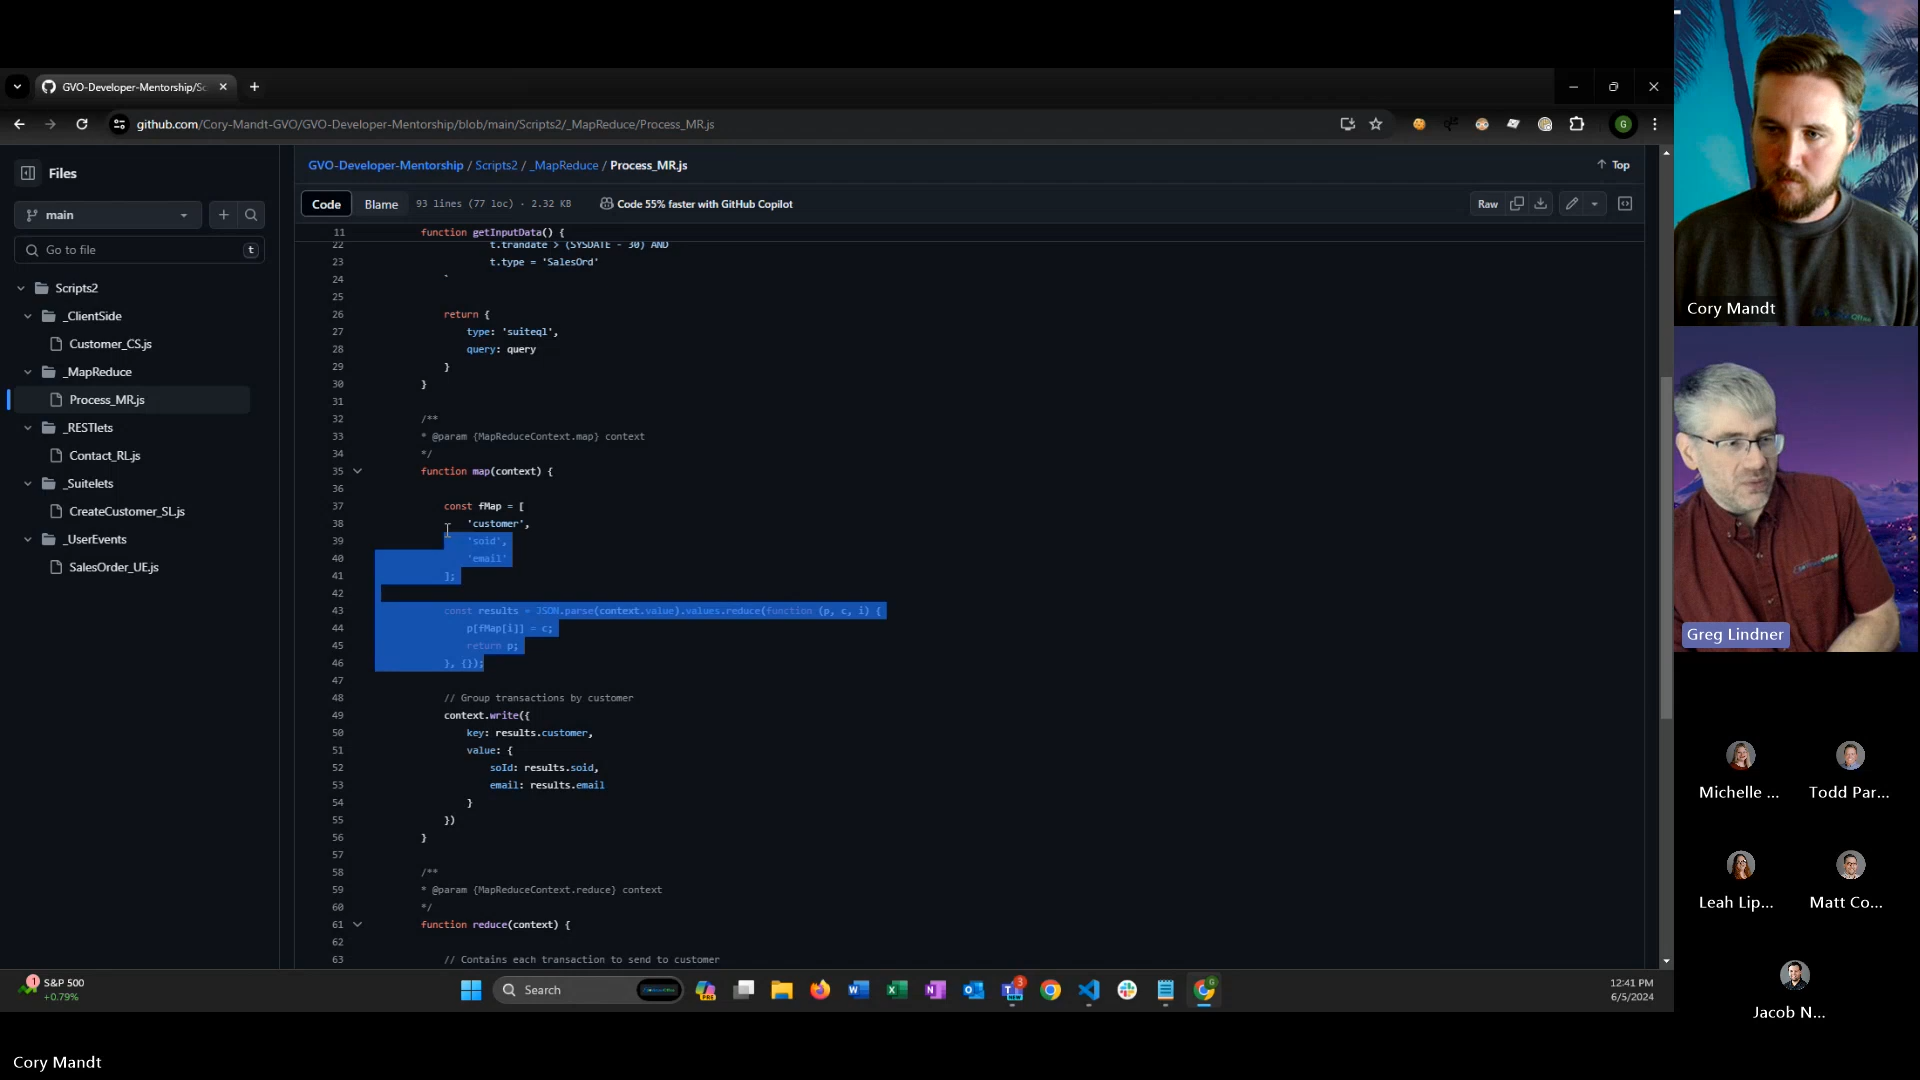 GVO-Developer-Mentorship/Sc
github.com/Cory-Mandt-GVO/GVO-Developer-Mentorship/blob/main/Scripts2/_MapReduce/Process_MR.js
G
Files
main
Go to file
t
Scripts2
_ClientSide
Customer_CS.js
_MapReduce
Process_MR.js
_RESTlets
Contact_RL.js
_Suitelets
CreateCustomer_SL.js
_UserEvents
SalesOrder_UE.js
GVO-Developer-Mentorship / Scripts2 / _MapReduce / Process_MR.js
Top
Code
Blame
93 lines (77 loc) · 2.32 KB
Code 55% faster with GitHub Copilot
Raw
11 function getInputData() {
22 t.trandate > (SYSDATE - 30) AND
23 t.type = 'SalesOrd'
24 `
25
26 return {
27 type: 'suiteql',
28 query: query
29 }
30 }
31
32 /**
33 * @param {MapReduceContext.map} context
34 */
35 function map(context) {
36
37 const fMap = [
38 'customer',
39 'soid',
40 'email'
41 ];
42
43 const results = JSON.parse(context.value).values.reduce(function (p, c, i) {
44 p[fMap[i]] = c;
45 return p;
46 }, {});
47
48 // Group transactions by customer
49 context.write({
50 key: results.customer,
51 value: {
52 soId: results.soid,
53 email: results.email
54 }
55 })
56 }
57
58 /**
59 * @param {MapReduceContext.reduce} context
60 */
61 function reduce(context) {
62
63 // Contains each transaction to send to customer
1
S&P 500
+0.79%
Search
PRE
3
NEW
12:41 PM
6/5/2024
Cory Mandt
Greg Lindner
Michelle ...
Todd Par...
Leah Lip...
Matt Co...
Jacob N...
Cory Mandt